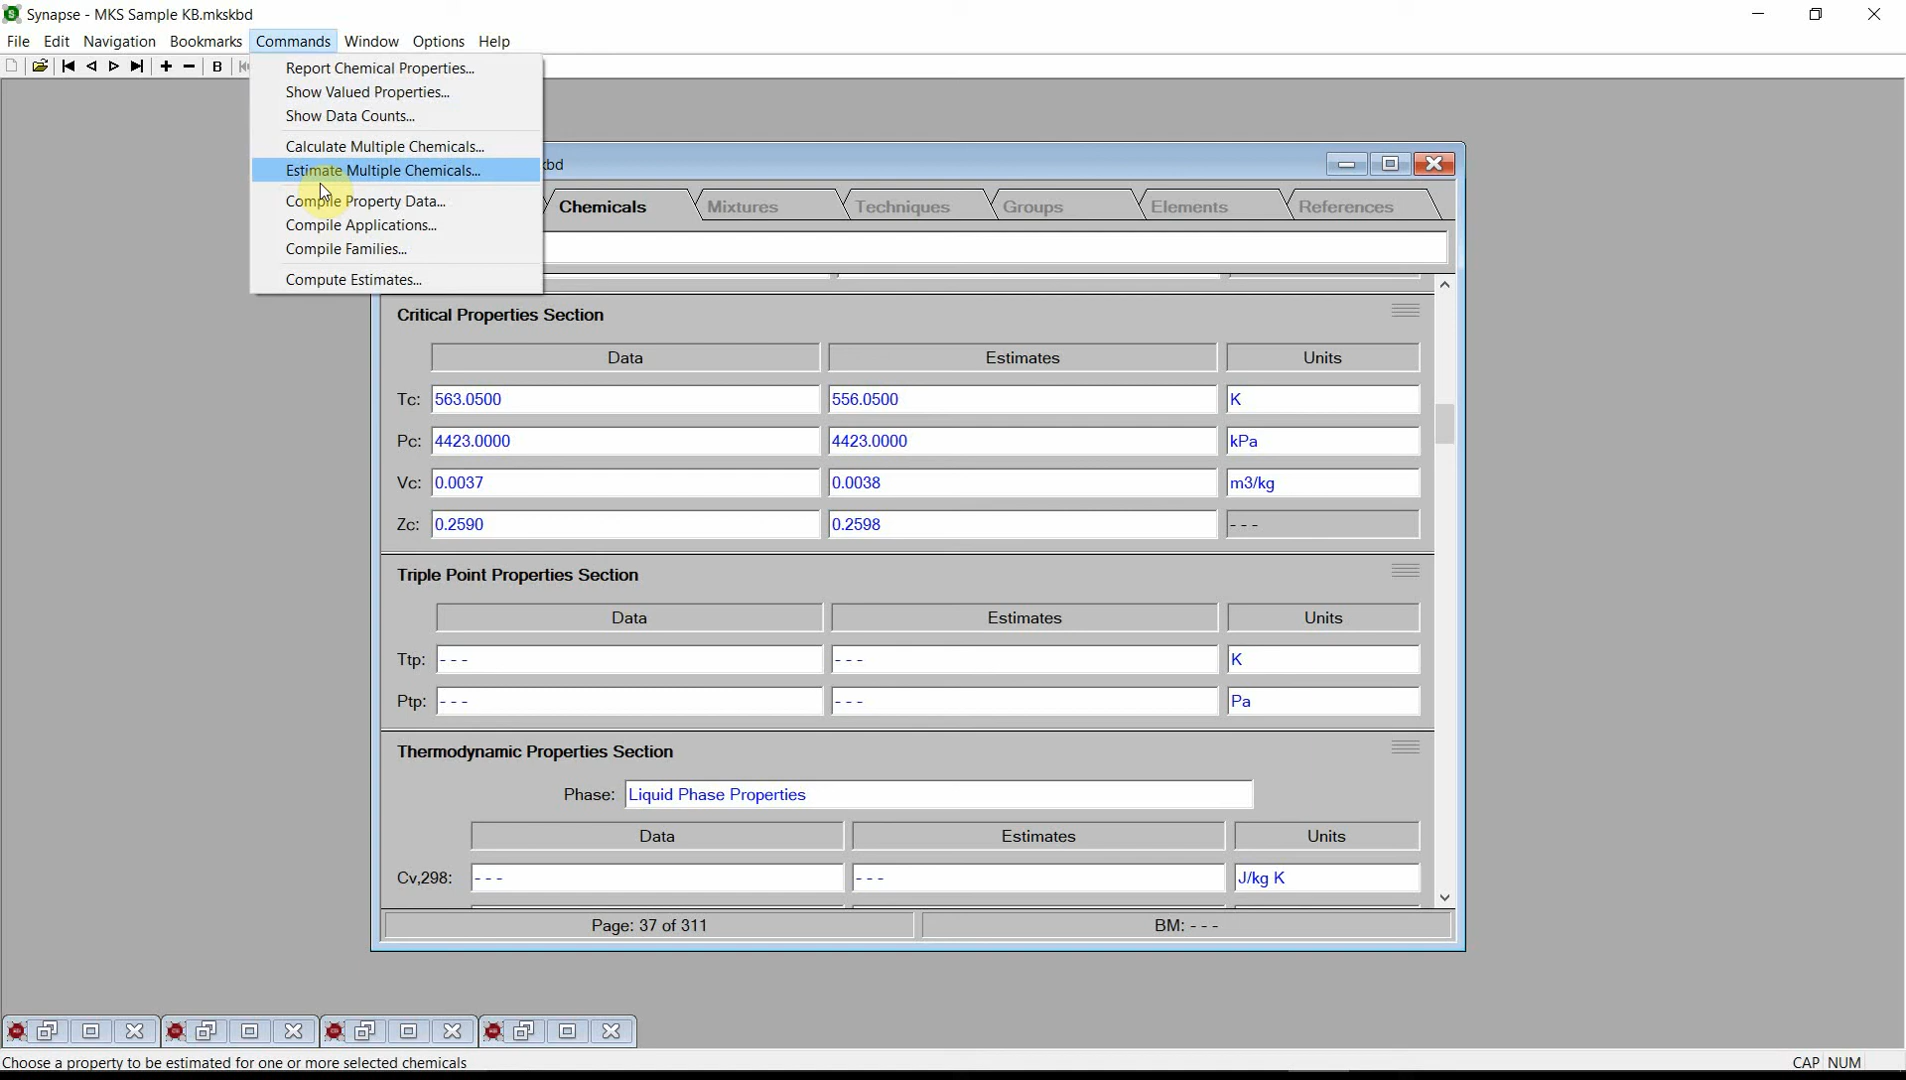 Synapse - MKS Sample KB.mkskbd
File Edit Navigation Bookmarks Commands Window Options Help
B
Report Chemical Properties...
Show Valued Properties...
Show Data Counts...
Calculate Multiple Chemicals...
Estimate Multiple Chemicals...
Compile Property Data...
Compile Applications...
Compile Families...
Compute Estimates...
Chemicals Mixtures Techniques Groups Elements References
Critical Properties Section
Data Estimates Units
Tc: 563.0500 556.0500 K
Pc: 4423.0000 4423.0000 kPa
Vc: 0.0037 0.0038 m3/kg
Zc: 0.2590 0.2598 - - -
Triple Point Properties Section
Data Estimates Units
Ttp: - - - - - - K
Ptp: - - - - - - Pa
Thermodynamic Properties Section
Phase: Liquid Phase Properties
Data Estimates Units
Cv,298: - - - - - - J/kg K
Page: 37 of 311 BM: - - -
Choose a property to be estimated for one or more selected chemicals CAP NUM